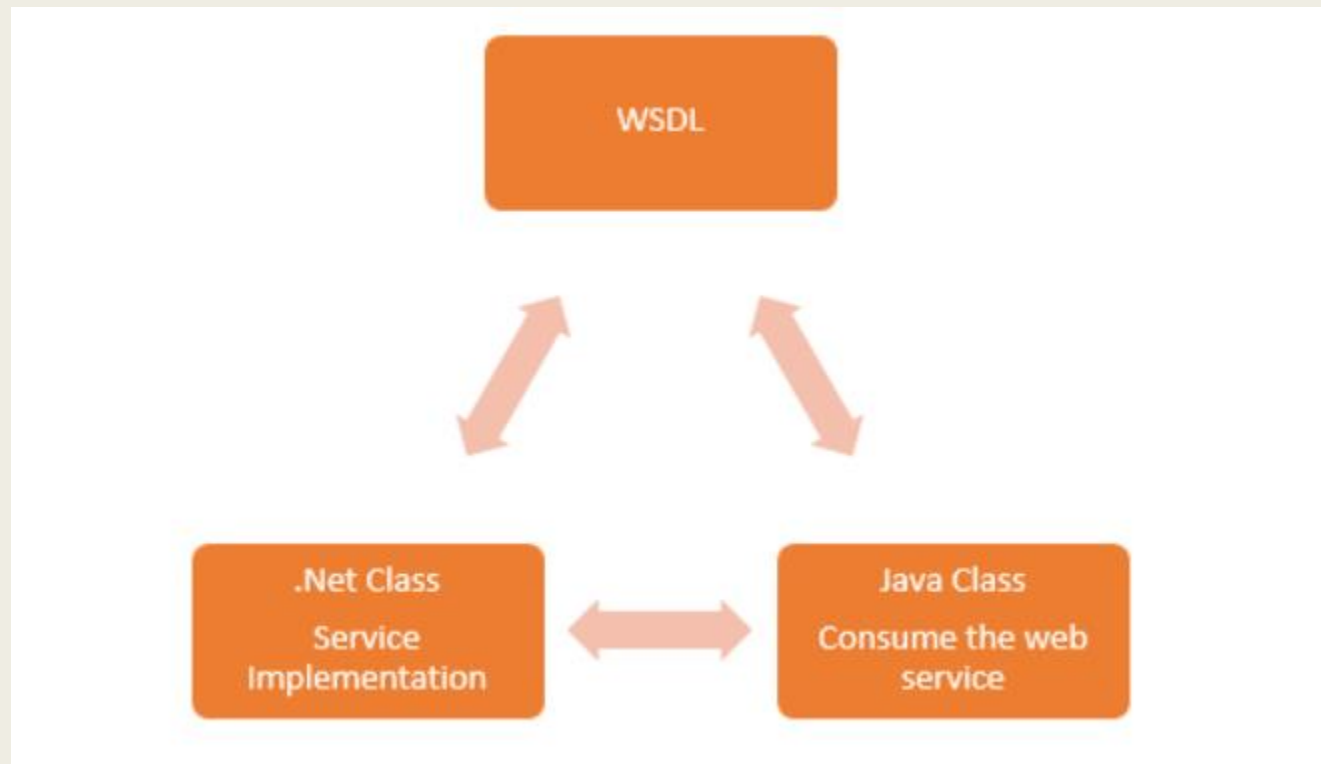 WSDL
.Net Class
Service
Implementation
Java Class
Consume the web
service